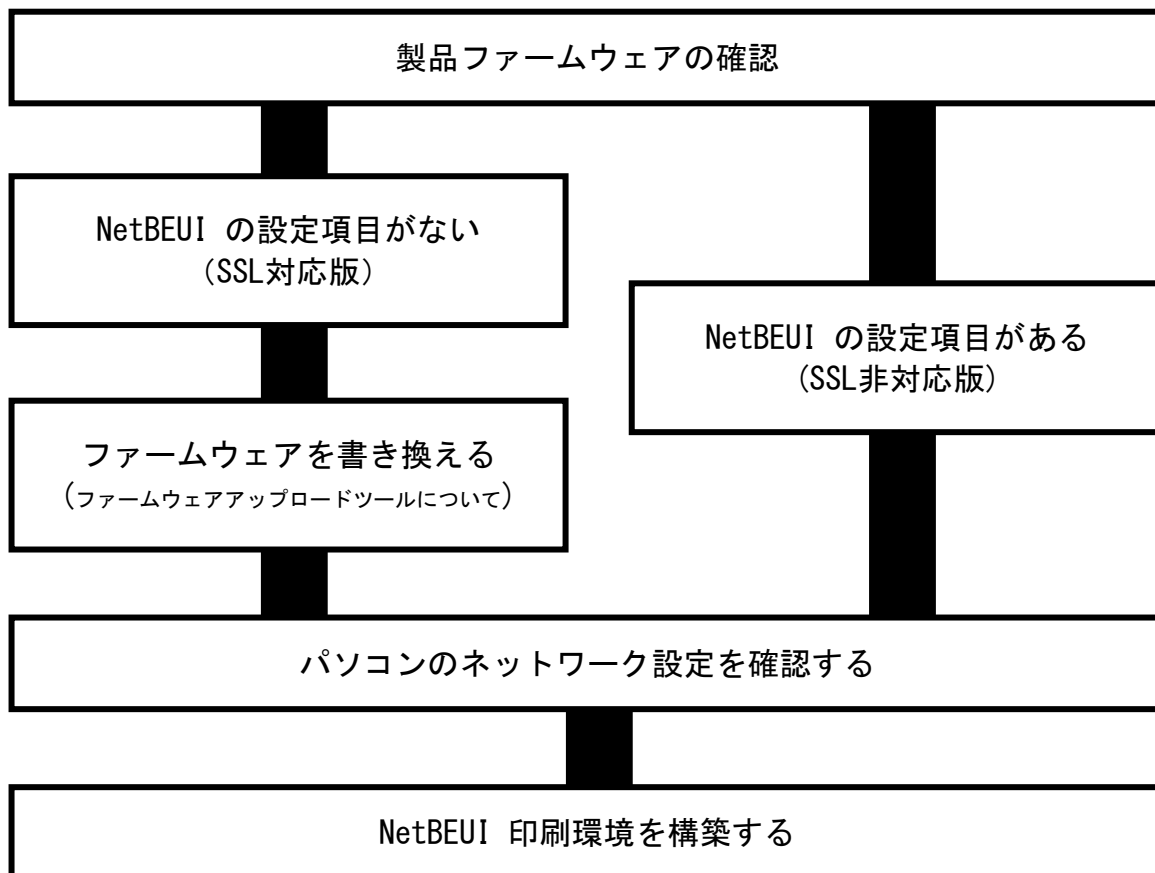 製品ファームウェアの確認
NetBEUI の設定項目がない
(SSL対応版)
NetBEUI の設定項目がある
(SSL非対応版)
ファームウェアを書き換える
(ファームウェアアップロードツールについて)
パソコンのネットワーク設定を確認する
NetBEUI 印刷環境を構築する